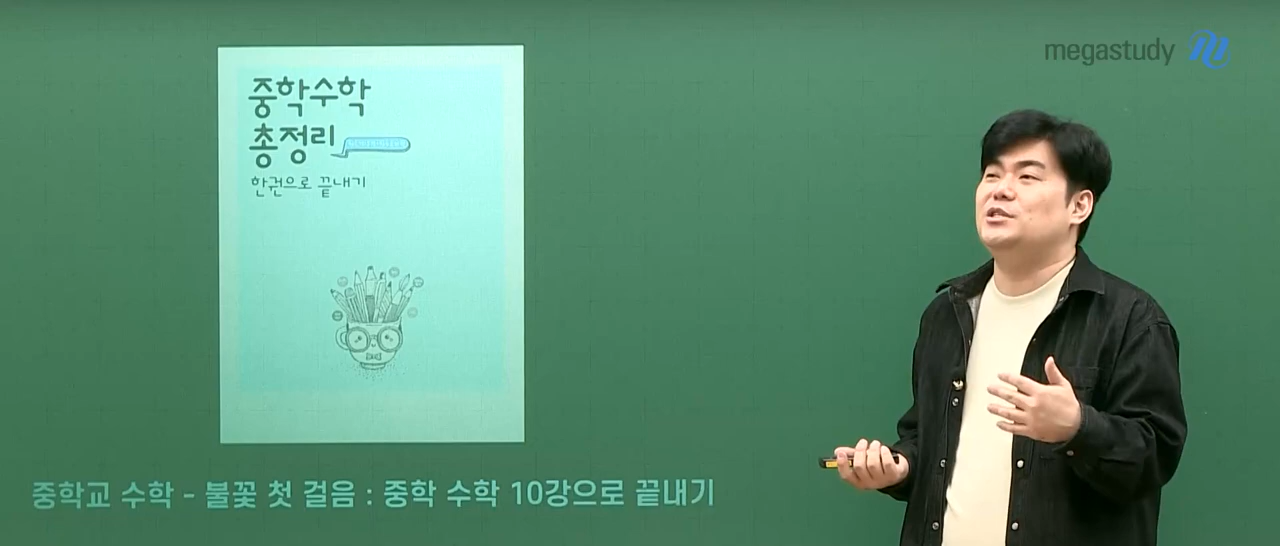 megastudy
중학수학
총정리
한권으로 끝내기
중학교 수학 - 불꽃 첫 걸음 : 중학 수학 10강으로 끝내기